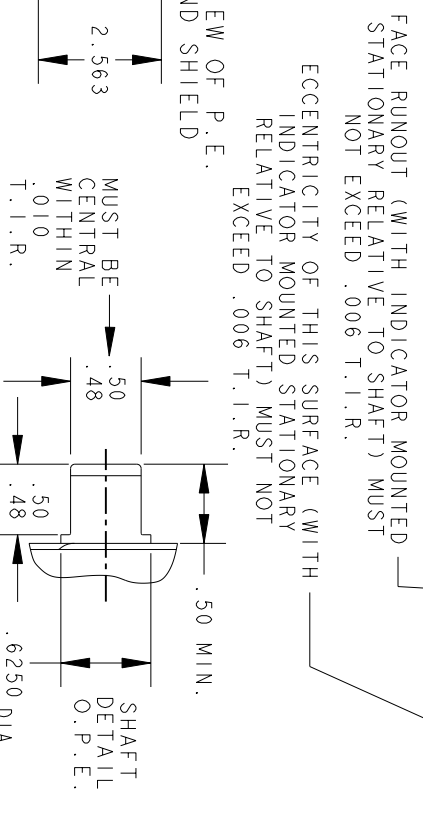 FACE RUNOUT (WITH INDICATOR MOUNTED
STATIONARY RELATIVE TO SHAFT) MUST
NOT EXCEED .006 T.I.R.
ECCENTRICITY OF THIS SURFACE (WITH
INDICATOR MOUNTED STATIONARY
RELATIVE TO SHAFT) MUST NOT
EXCEED .006 T.I.R.
EW OF P.E.
ND SHIELD
2.563
MUST BE
CENTRAL
WITHIN
.010
T.I.R.
.50
.48
.50
.48
.50 MIN.
SHAFT
DETAIL
O.P.E.
.6250 DIA